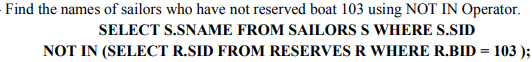 - Find the names of sailors who have not reserved boat 103 using NOT IN Operator.
SELECT S.SNAME FROM SAILORS S WHERE S.SID
NOT IN (SELECT R.SID FROM RESERVES R WHERE R.BID = 103 );